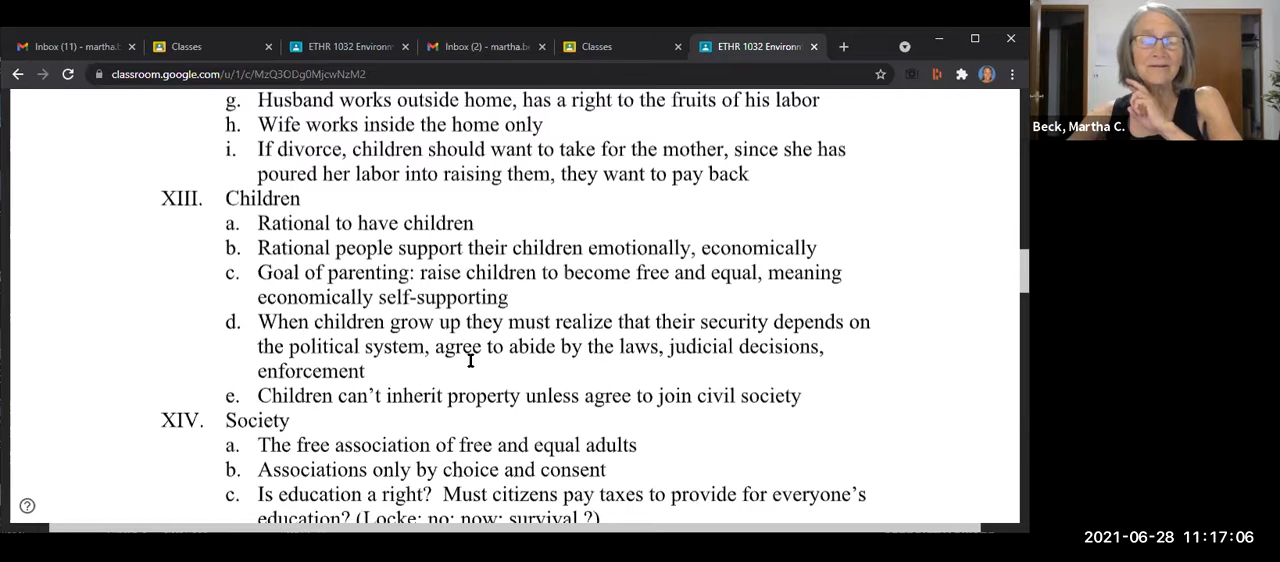 Inbox (11) - martha.b
Classes
ETHR 1032 Environm
Inbox (2) - martha.be
Classes
ETHR 1032 Environm
classroom.google.com/u/1/c/MzQ3ODg0MjcwNzM2
Beck, Martha C.
g. Husband works outside home, has a right to the fruits of his labor
h. Wife works inside the home only
i. If divorce, children should want to take for the mother, since she has
poured her labor into raising them, they want to pay back
XIII. Children
a. Rational to have children
b. Rational people support their children emotionally, economically
c. Goal of parenting: raise children to become free and equal, meaning
economically self-supporting
d. When children grow up they must realize that their security depends on
the political system, agree to abide by the laws, judicial decisions,
enforcement
e. Children can’t inherit property unless agree to join civil society
XIV. Society
a. The free association of free and equal adults
b. Associations only by choice and consent
c. Is education a right? Must citizens pay taxes to provide for everyone’s
education? (Locke: no; now: survival ?)
2021-06-28 11:17:06